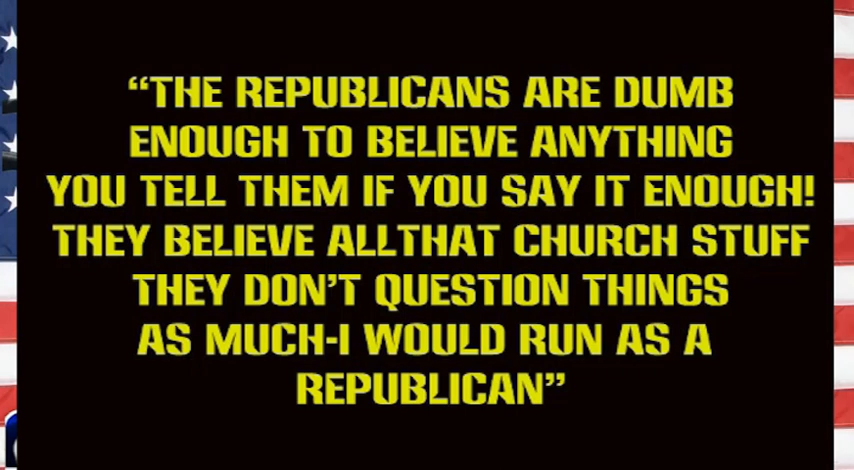 “THE REPUBLICANS ARE DUMB
ENOUGH TO BELIEVE ANYTHING
YOU TELL THEM IF YOU SAY IT ENOUGH!
THEY BELIEVE ALLTHAT CHURCH STUFF
THEY DON’T QUESTION THINGS
AS MUCH-I WOULD RUN AS A
REPUBLICAN”